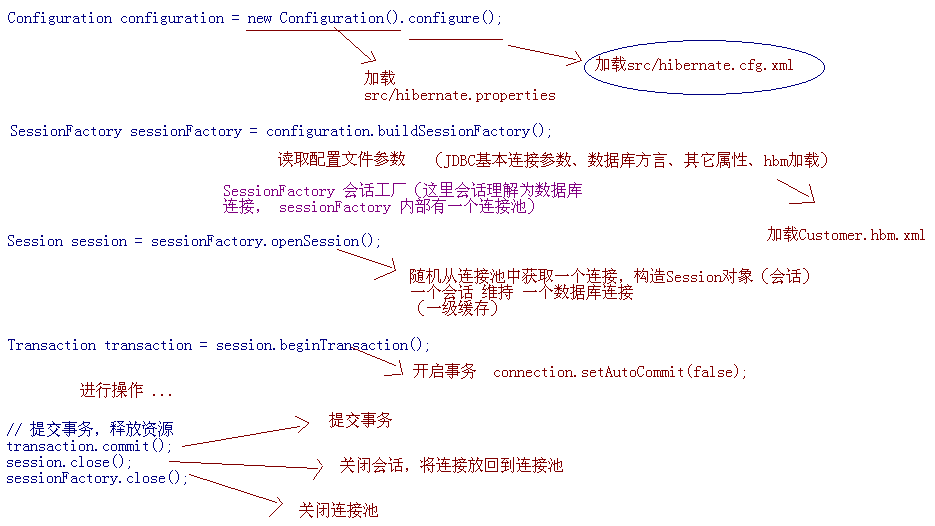 Configuration configuration = new Configuration().configure();
加载
src/hibernate.properties
加载src/hibernate.cfg.xml
SessionFactory sessionFactory = configuration.buildSessionFactory();
读取配置文件参数 （JDBC基本连接参数、数据库方言、其它属性、hbm加载）
SessionFactory 会话工厂（这里会话理解为数据库
连接， sessionFactory 内部有一个连接池）
加载Customer.hbm.xml
Session session = sessionFactory.openSession();
随机从连接池中获取一个连接，构造Session对象（会话）
一个会话 维持 一个数据库连接
（一级缓存）
Transaction transaction = session.beginTransaction();
开启事务 connection.setAutoCommit(false);
进行操作 ...
// 提交事务，释放资源
提交事务
transaction.commit();
session.close();
关闭会话，将连接放回到连接池
sessionFactory.close();
关闭连接池